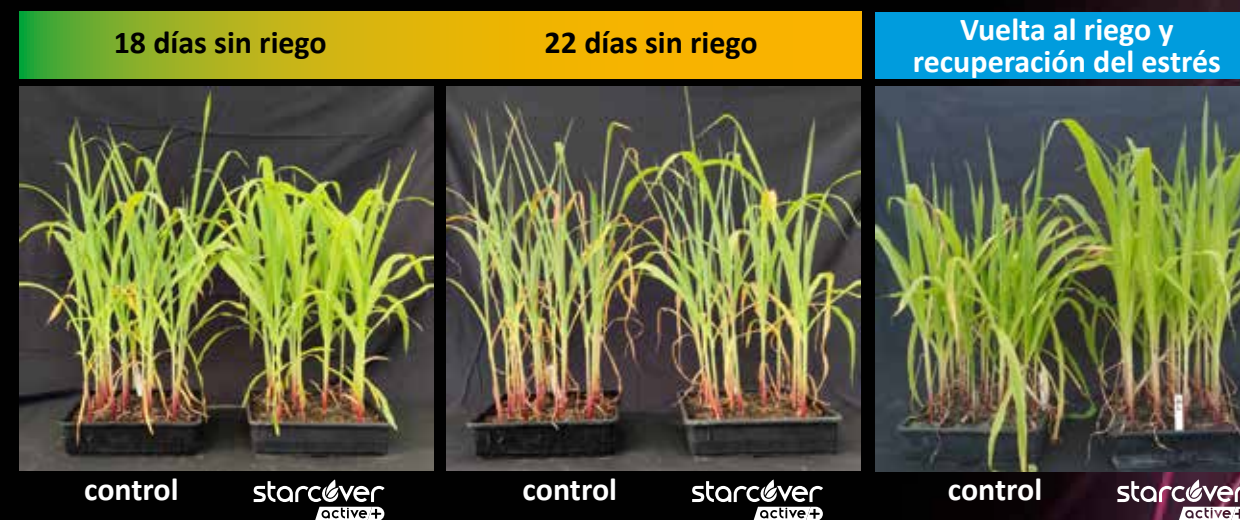 18 días sin riego
22 días sin riego
Vuelta al riego y
recuperación del estrés
control
starcover
active+
control
starcover
active+
control
starcover
active+